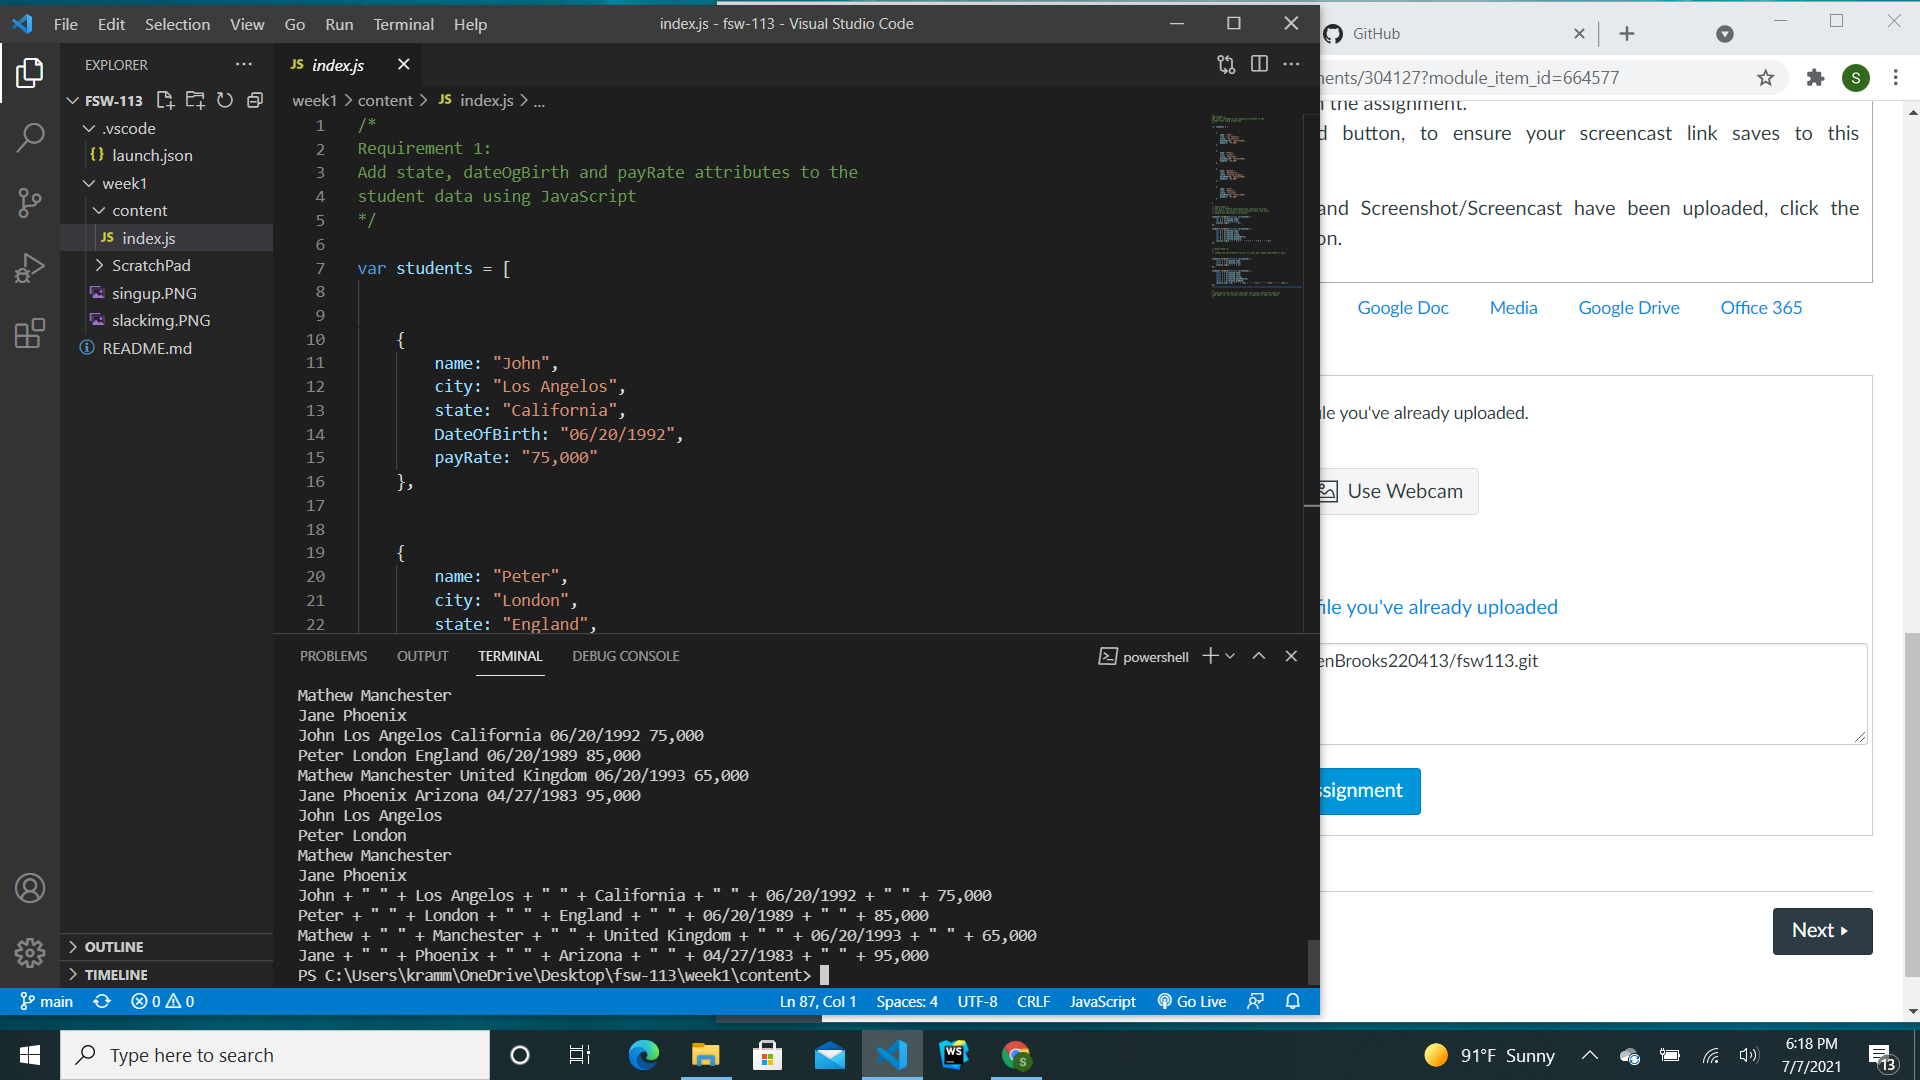 File Edit Selection View Go Run Terminal Help
index.js - fsw-113 - Visual Studio Code
EXPLORER
FSW-113
.vscode
launch.json
week1
content
JS index.js
ScratchPad
singup.PNG
slackimg.PNG
README.md
OUTLINE
TIMELINE
JS index.js
week1 > content > JS index.js > ...
1 /*
2 Requirement 1:
3 Add state, dateOgBirth and payRate attributes to the
4 student data using JavaScript
5 */
6
7 var students = [
8
9
10 {
11 name: "John",
12 city: "Los Angelos",
13 state: "California",
14 DateOfBirth: "06/20/1992",
15 payRate: "75,000"
16 },
17
18
19 {
20 name: "Peter",
21 city: "London",
22 state: "England",
PROBLEMS OUTPUT TERMINAL DEBUG CONSOLE
powershell
Mathew Manchester
Jane Phoenix
John Los Angelos California 06/20/1992 75,000
Peter London England 06/20/1989 85,000
Mathew Manchester United Kingdom 06/20/1993 65,000
Jane Phoenix Arizona 04/27/1983 95,000
John Los Angelos
Peter London
Mathew Manchester
Jane Phoenix
John + " " + Los Angelos + " " + California + " " + 06/20/1992 + " " + 75,000
Peter + " " + London + " " + England + " " + 06/20/1989 + " " + 85,000
Mathew + " " + Manchester + " " + United Kingdom + " " + 06/20/1993 + " " + 65,000
Jane + " " + Phoenix + " " + Arizona + " " + 04/27/1983 + " " + 95,000
PS C:\Users\kramm\OneDrive\Desktop\fsw-113\week1\content>
main 0 0
Ln 87, Col 1 Spaces: 4 UTF-8 CRLF JavaScript Go Live
GitHub
ents/304127?module_item_id=664577
S
the assignment.
d button, to ensure your screencast link saves to this
and Screenshot/Screencast have been uploaded, click the
on.
Google Doc Media Google Drive Office 365
ile you've already uploaded.
Use Webcam
file you've already uploaded
enBrooks220413/fsw113.git
ssignment
Next
Type here to search
WS
S
91°F Sunny
6:18 PM
7/7/2021
13